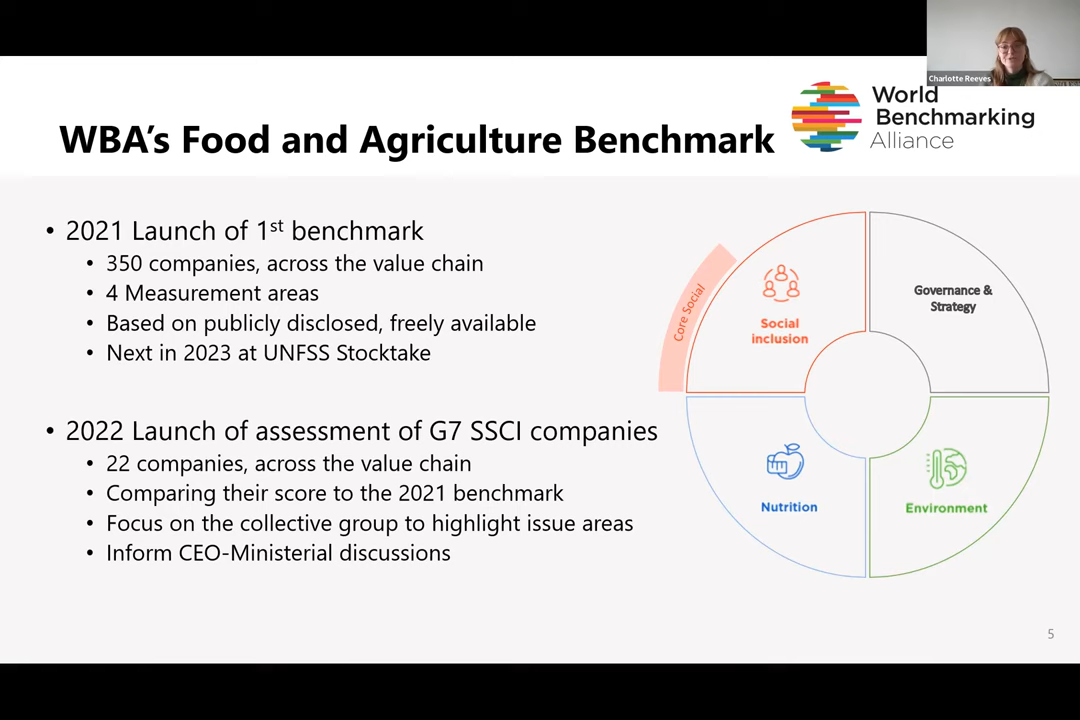 Charlotte Reeves
World
Benchmarking
Alliance
WBA's Food and Agriculture Benchmark
• 2021 Launch of 1st benchmark
• 350 companies, across the value chain
• 4 Measurement areas
• Based on publicly disclosed, freely available
• Next in 2023 at UNFSS Stocktake
• 2022 Launch of assessment of G7 SSCI companies
• 22 companies, across the value chain
• Comparing their score to the 2021 benchmark
• Focus on the collective group to highlight issue areas
• Inform CEO-Ministerial discussions
Core Social
Social
inclusion
Governance &
Strategy
Nutrition
Environment
5